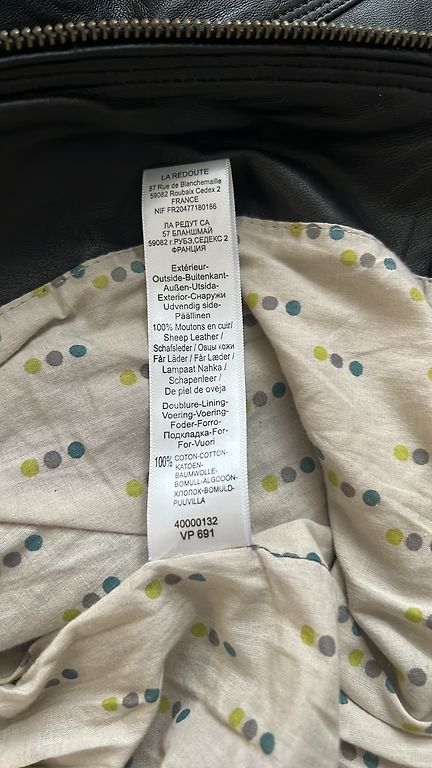 LA REDOUTE
57 Rue de Blanchemaille
59082 Roubaix Cedex 2
FRANCE
NIF FR20477180186
ЛА РЕДУТ СА
57 БЛАНШМАЙ
59082 г.РУБЭ,СЕДЕКС 2
ФРАНЦИЯ
Extérieur-
Outside-Buitenkant-
Außen-Utsida-
Exterior-Снаружи
Udvendig side-
Päällinen
100% Moutons en cuir/
Sheep Leather /
Schafsleder / Овцы кожи
Får Läder / Får Læder /
Lampaat Nahka /
Schapenleer /
De piel de oveja
Doublure-Lining-
Voering-Voering-
Foder-Forro-
Подкладка-For-
For-Vuori
100% COTON-COTTON-
KATOEN-
BAUMWOLLE-
BOMULL-ALGODON-
ХЛОПОК-BOMULD-
PUUVILLA
40000132
VP 691